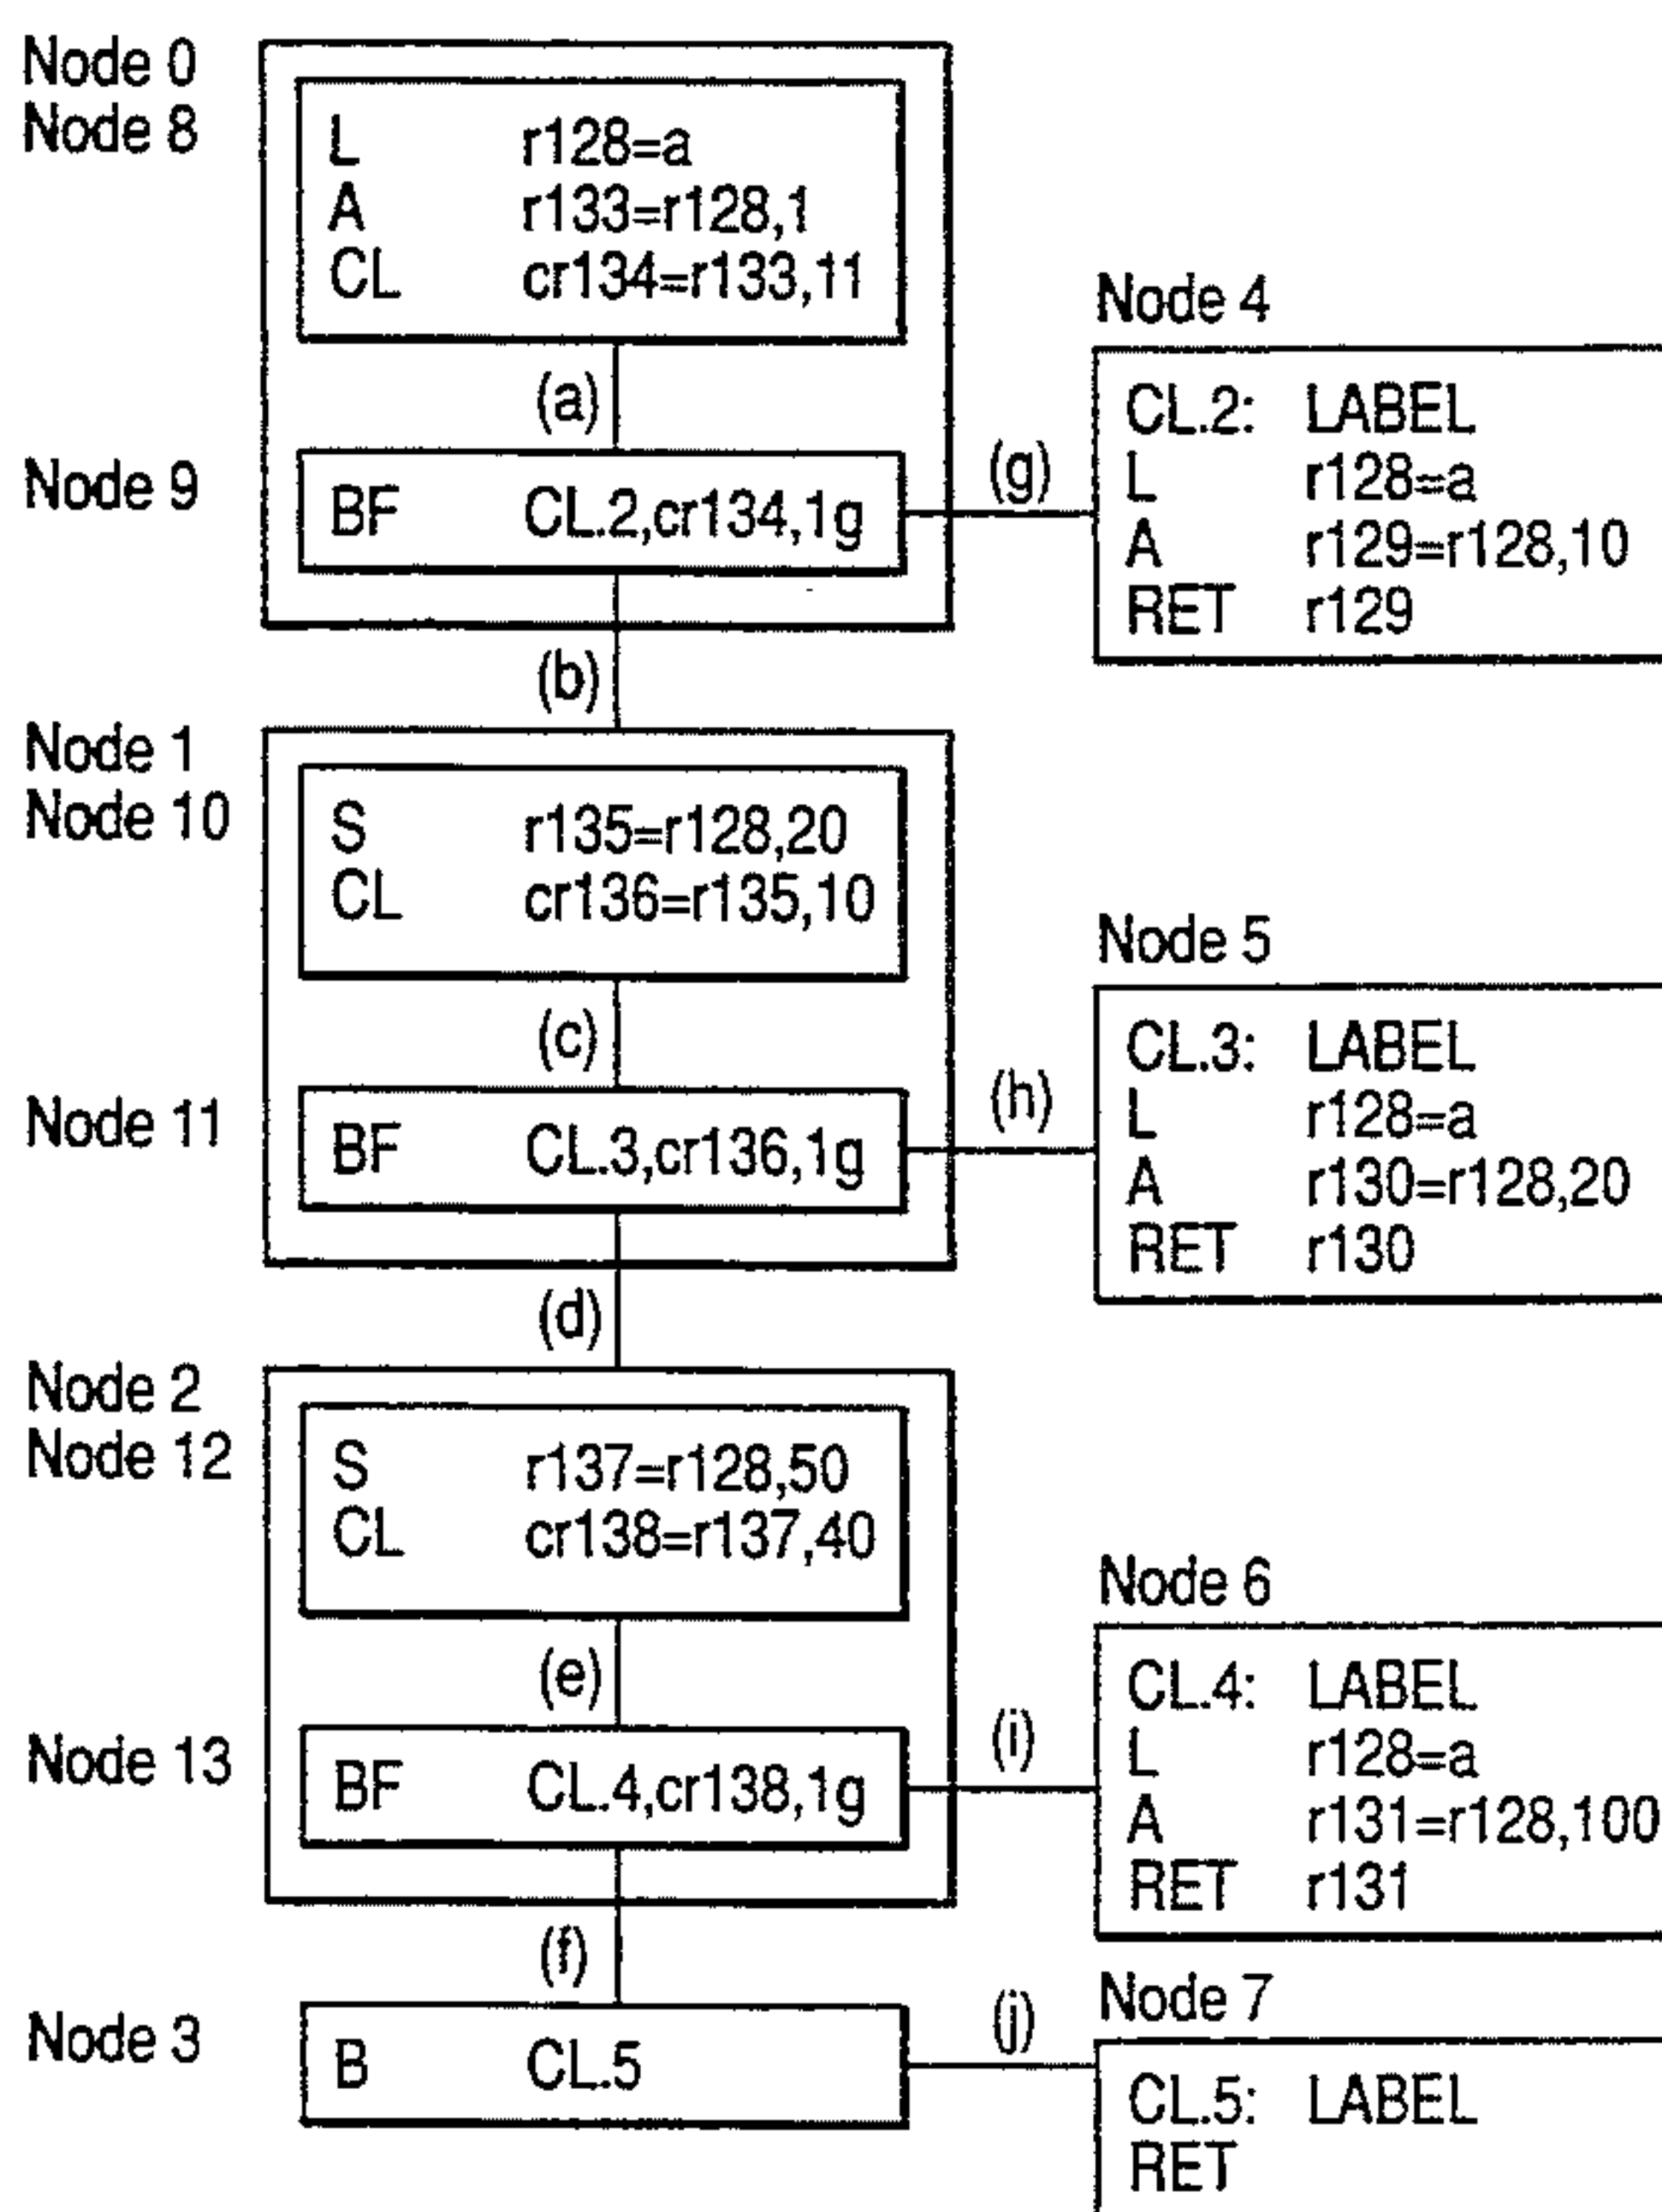 Node 0
Node 8
L r128=a
A r133=r128,1
CL cr134=r133,11
(a)
Node 9
BF CL.2,cr134,1g
(g)
Node 4
CL.2: LABEL
L r128=a
A r129=r128,10
RET r129
(b)
Node 1
Node 10
S r135=r128,20
CL cr136=r135,10
(c)
Node 11
BF CL.3,cr136,1g
(h)
Node 5
CL.3: LABEL
L r128=a
A r130=r128,20
RET r130
(d)
Node 2
Node 12
S r137=r128,50
CL cr138=r137,40
(e)
Node 13
BF CL.4,cr138,1g
(i)
Node 6
CL.4: LABEL
L r128=a
A r131=r128,100
RET r131
(f)
Node 3
B CL.5
(j)
Node 7
CL.5: LABEL
RET